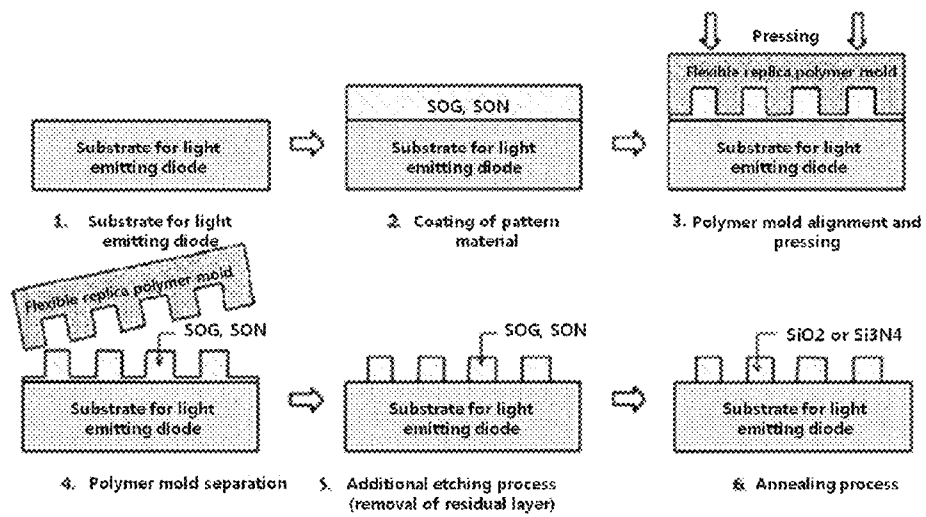 Substrate for light
emitting diode
1. Substrate for light
emitting diode
SOG, SON
Substrate for light
emitting diode
2. Coating of pattern
material
Pressing
Flexible replica polymer mold
Substrate for light
emitting diode
3. Polymer mold alignment and
pressing
Flexible replica polymer mold
SOG, SON
Substrate for light
emitting diode
4. Polymer mold separation
SOG, SON
Substrate for light
emitting diode
5. Additional etching process
(removal of residual layer)
SiO2 or Si3N4
Substrate for light
emitting diode
6. Annealing process